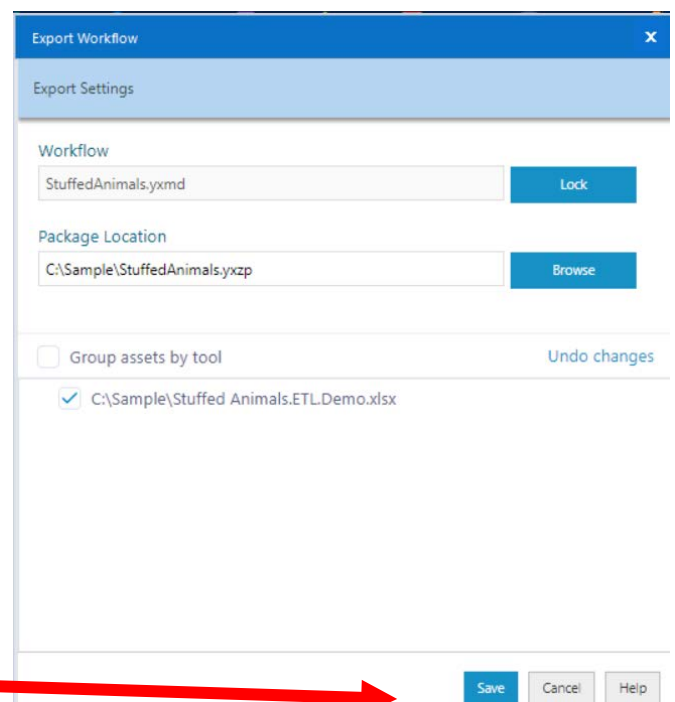 Export Workflow x
Export Settings
Workflow
StuffedAnimals.yxmd Lock
Package Location
C:\Sample\StuffedAnimals.yxzp Browse
Group assets by tool Undo changes
C:\Sample\Stuffed Animals.ETL.Demo.xlsx
Save Cancel Help